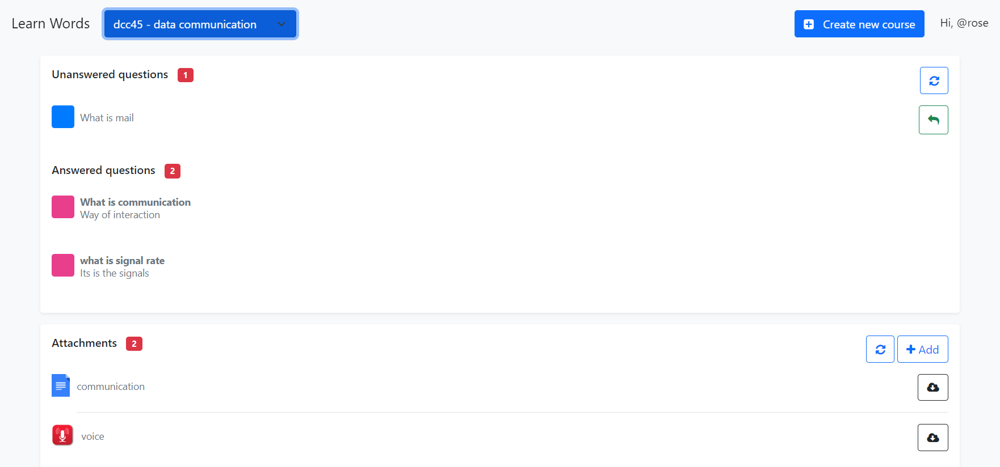 Learn Words
dcc45 - data communication
Create new course
Hi, @rose
Unanswered questions 1
What is mail
Answered questions 2
What is communication
Way of interaction
what is signal rate
Its is the signals
Attachments 2
Add
communication
voice